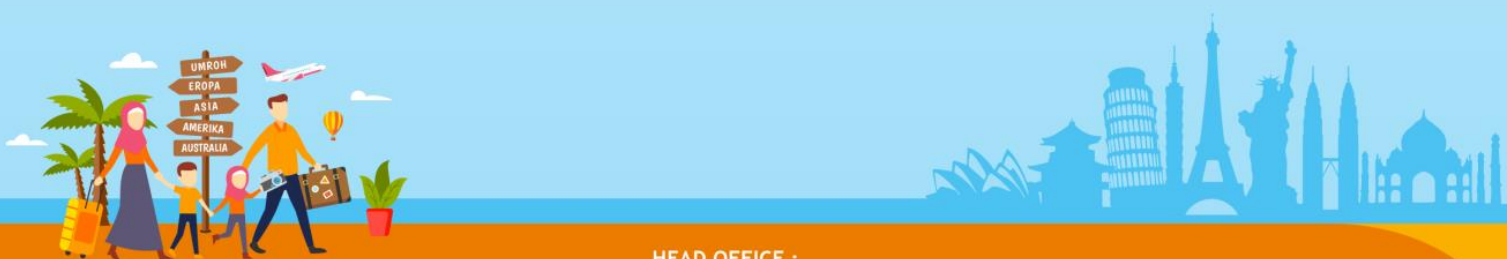 UMROH
EROPA
ASIA
AMERIKA
AUSTRALIA
HEAD OFFICE :